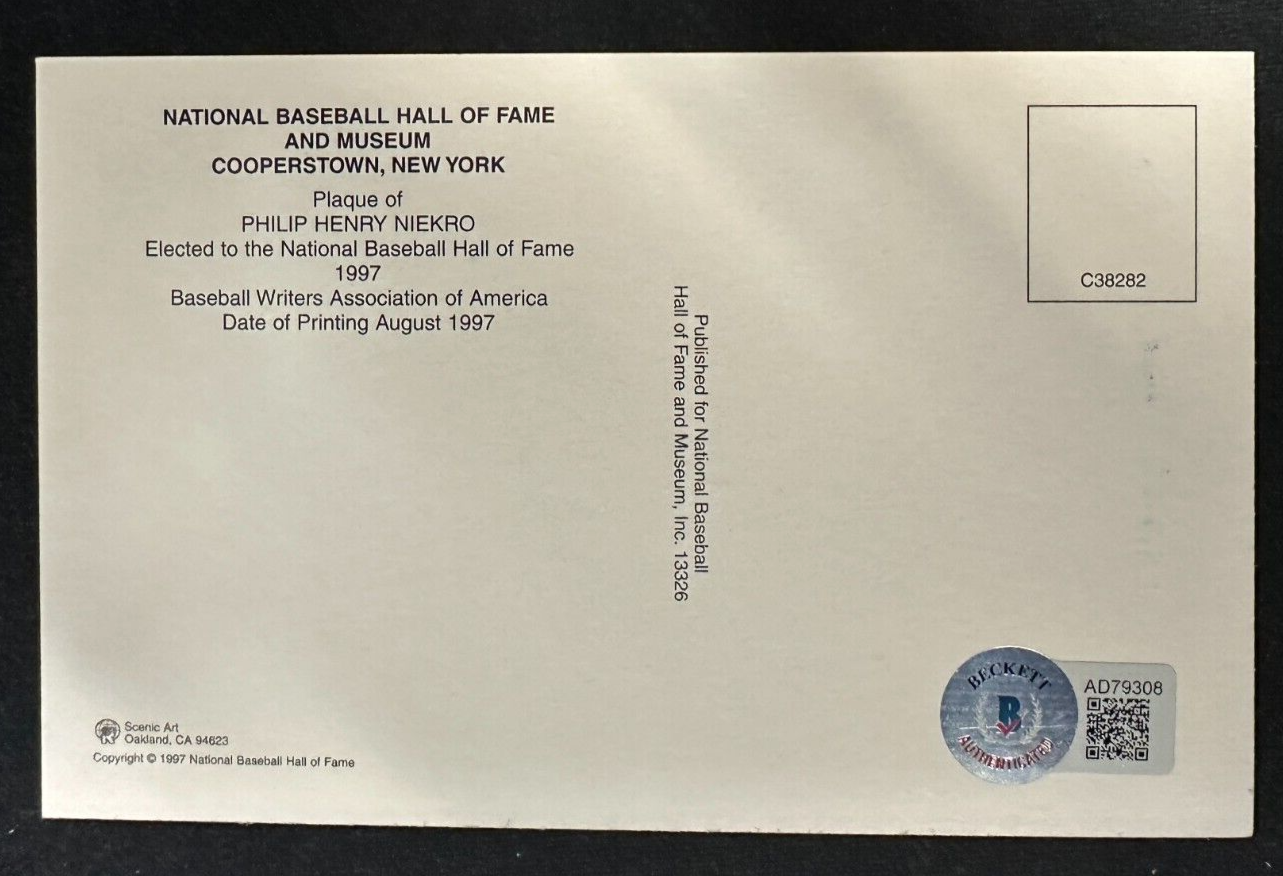 NATIONAL BASEBALL HALL OF FAME
AND MUSEUM
COOPERSTOWN, NEW YORK
Plaque of
PHILIP HENRY NIEKRO
Elected to the National Baseball Hall of Fame
1997
Baseball Writers Association of America
Date of Printing August 1997
Published for National Baseball
Hall of Fame and Museum, Inc. 13326
C38282
Scenic Art
Oakland, CA 94623
Copyright © 1997 National Baseball Hall of Fame
BECKETT
B
AUTHENTICATED
AD79308